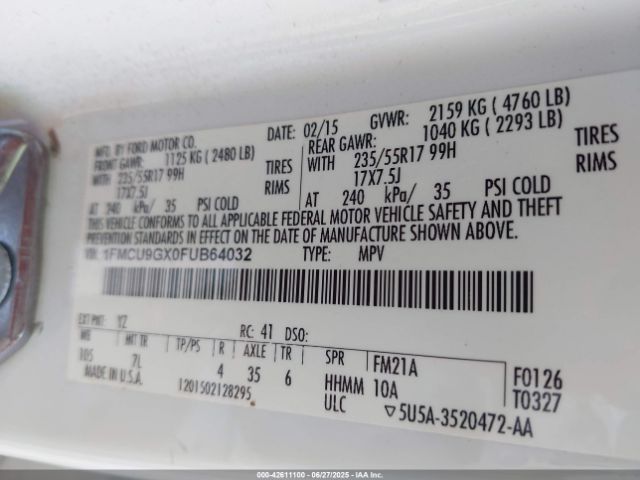 MFD. BY FORD MOTOR CO. DATE: 02/15 GVWR: 2159 KG ( 4760 LB)
FRONT GAWR: 1125 KG ( 2480 LB) REAR GAWR: 1040 KG ( 2293 LB)
WITH 235/55R17 99H TIRES WITH 235/55R17 99H TIRES
17X7.5J RIMS 17X7.5J RIMS
AT 240 kPa/ 35 PSI COLD AT 240 kPa/ 35 PSI COLD
THIS VEHICLE CONFORMS TO ALL APPLICABLE FEDERAL MOTOR VEHICLE SAFETY AND THEFT
PREVENTION STANDARDS IN EFFECT ON THE DATE OF MANUFACTURE SHOWN ABOVE.
VIN: 1FMCU9GX0FUB64032 TYPE: MPV
EXT PNT: YZ RC: 41 DSO:
WB INT TR TP/PS R AXLE TR SPR FM21A F0126
105 7L 4 35 6 HHMM 10A T0327
MADE IN U.S.A. 1201502128295 ULC ▽5U5A-3520472-AA
000-42611100 | 06/27/2025 - IAA Inc.